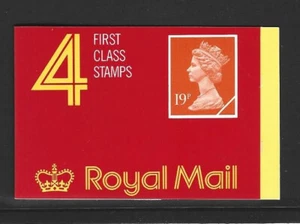 4
FIRST
CLASS
STAMPS
19P
Royal Mail